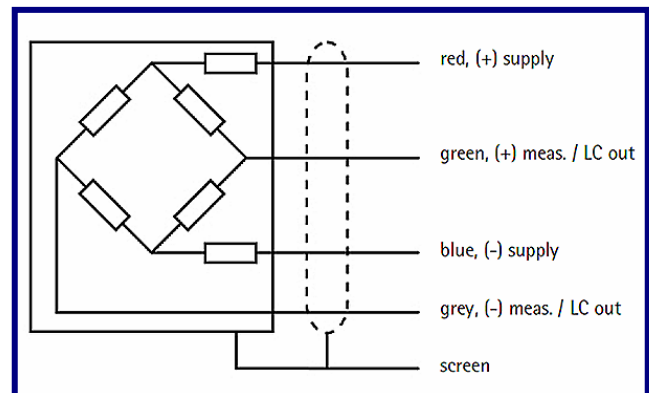 red, (+) supply
green, (+) meas. / LC out
blue, (-) supply
grey, (-) meas. / LC out
screen